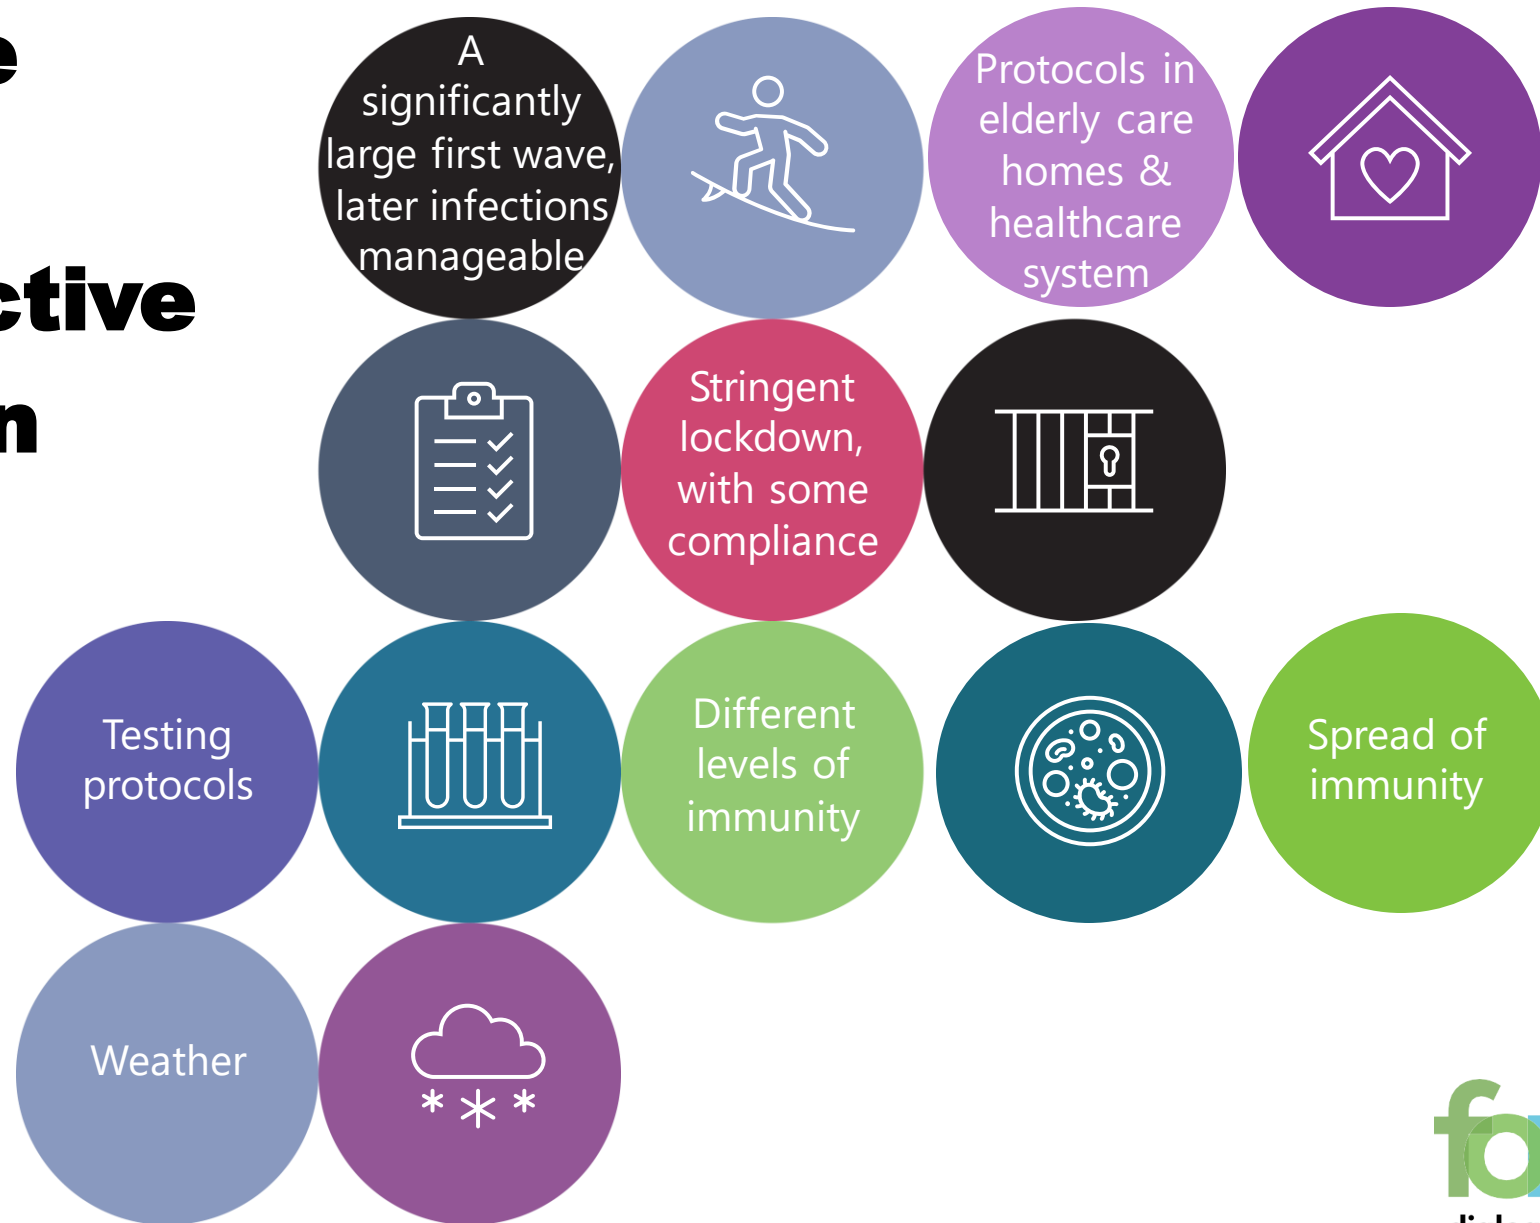 A
significantly
large first wave,
later infections
manageable
Protocols in
elderly care
homes &
healthcare
system
Stringent
lockdown,
with some
compliance
Testing
protocols
Different
levels of
immunity
Spread of
immunity
Weather